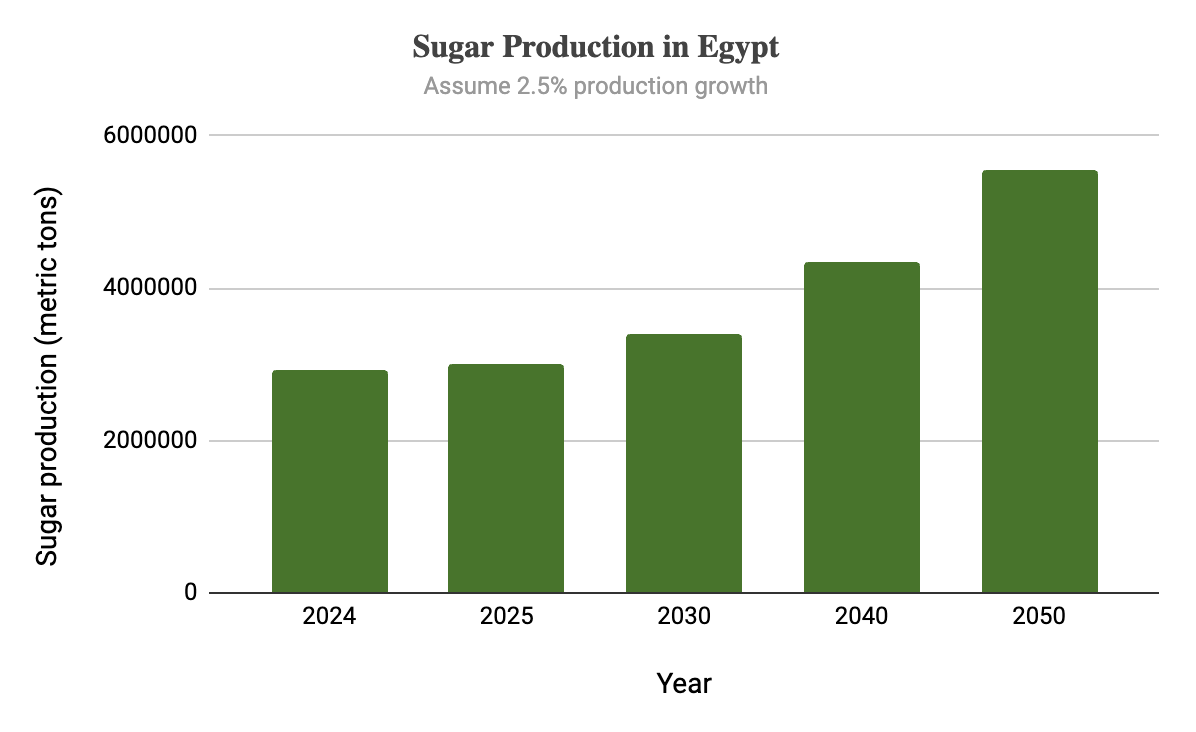 Sugar Production in Egypt
Assume 2.5% production growth
Sugar production (metric tons)
6000000
4000000
2000000
0
2024 2025 2030 2040 2050
Year